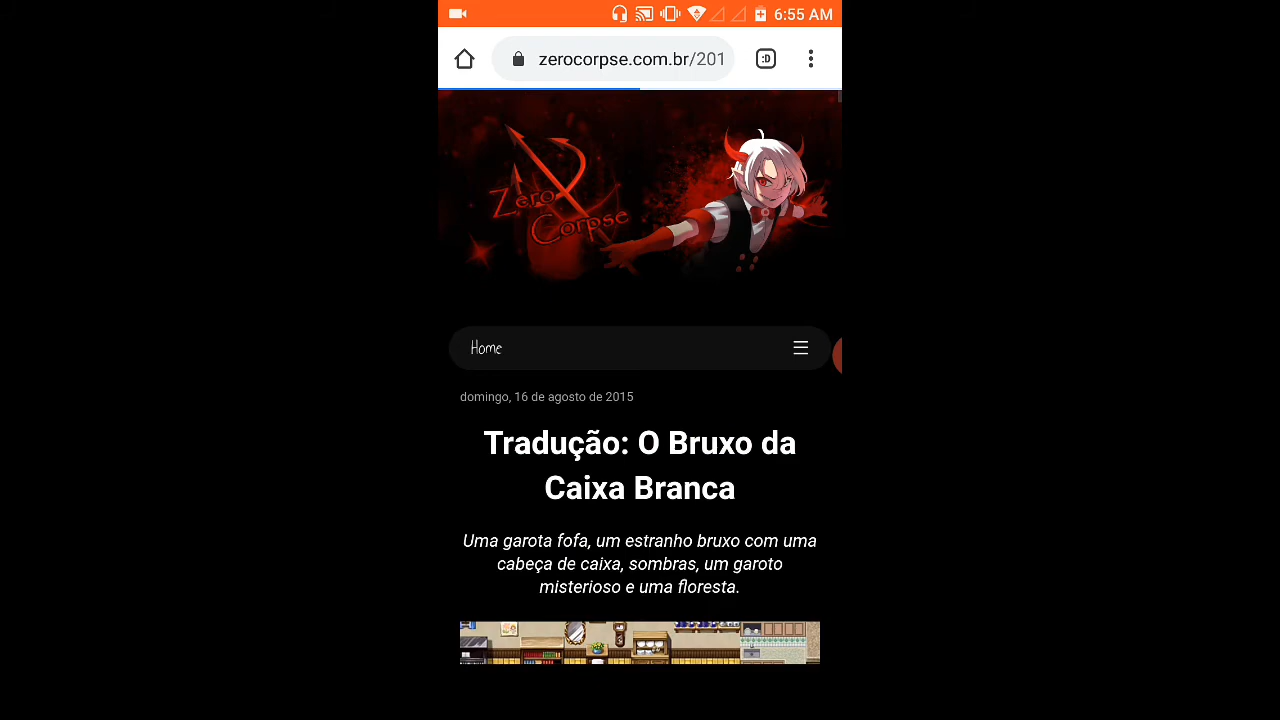 6:55 AM
zerocorpse.com.br/201
:D
Zero
Corpse
Home
domingo, 16 de agosto de 2015
Tradução: O Bruxo da
Caixa Branca
Uma garota fofa, um estranho bruxo com uma
cabeça de caixa, sombras, um garoto
misterioso e uma floresta.